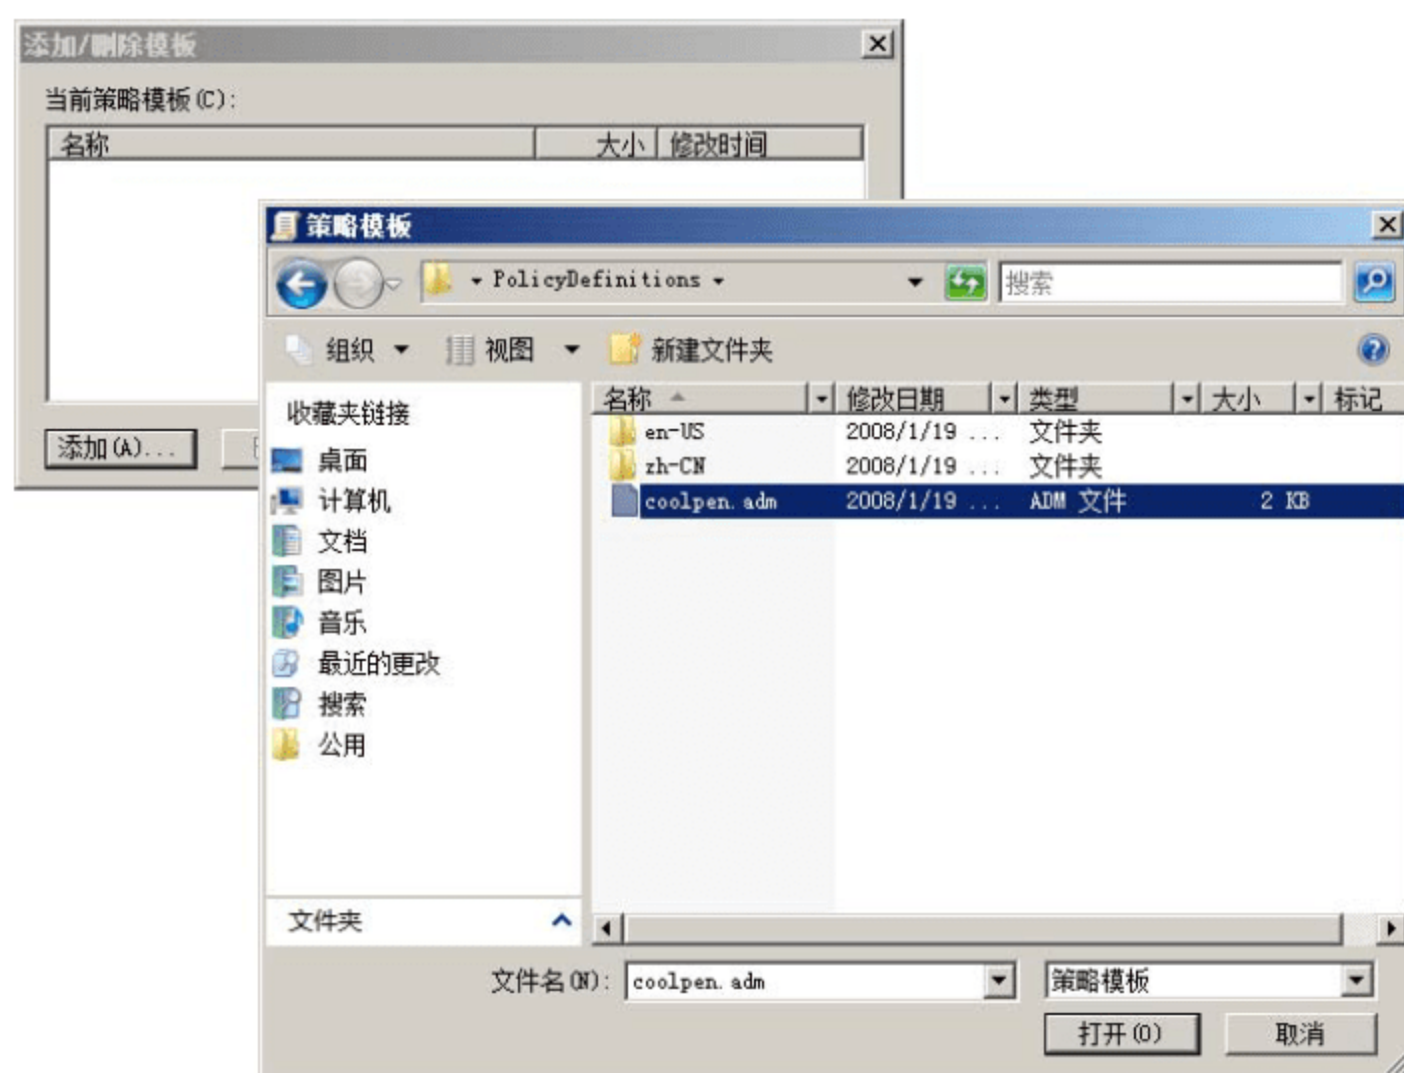 添加/删除模板
当前策略模板(C):
名称 大小 修改时间
添加(A)...
策略模板
PolicyDefinitions
搜索
组织 视图 新建文件夹
收藏夹链接
桌面
计算机
文档
图片
音乐
最近的更改
搜索
公用
文件夹
名称 修改日期 类型 大小 标记
en-US 2008/1/19 ... 文件夹
zh-CN 2008/1/19 ... 文件夹
coolpen.adm 2008/1/19 ... ADM 文件 2 KB
文件名(N): coolpen.adm 策略模板
打开(O) 取消